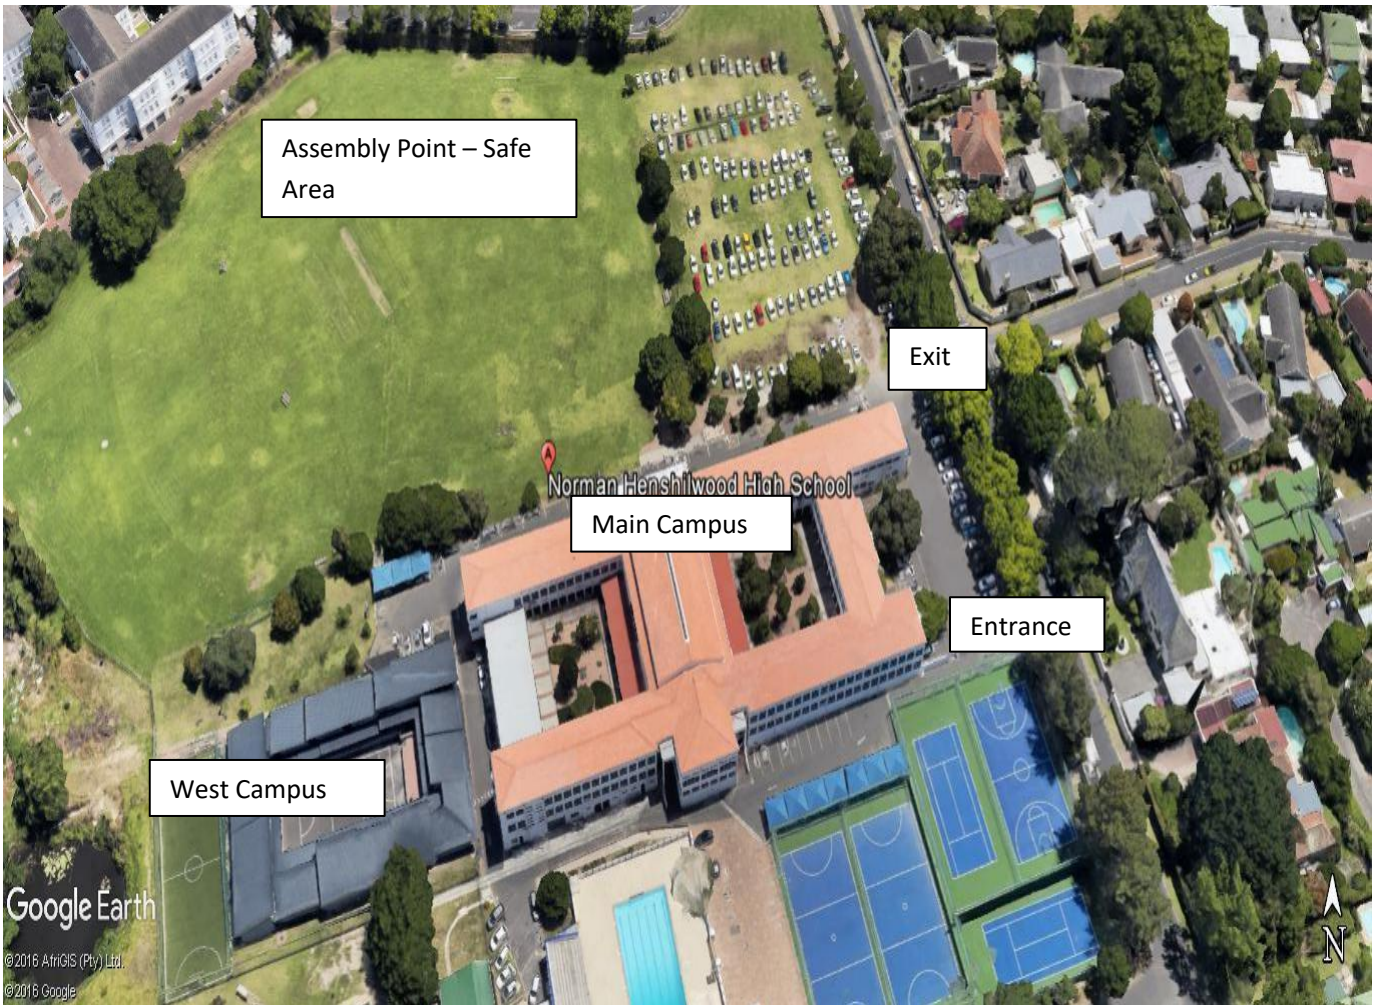 Assembly Point – Safe
Area
Exit
A
Norman Henshilwood High School
Main Campus
Entrance
West Campus
Google Earth
©2016 AfriGIS (Pty) Ltd.
©2016 Google
N